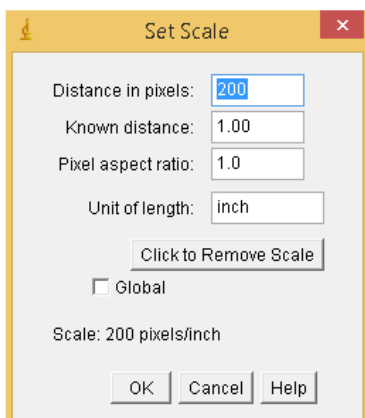 Set Scale
Distance in pixels: 200
Known distance: 1.00
Pixel aspect ratio: 1.0
Unit of length: inch
Click to Remove Scale
Global
Scale: 200 pixels/inch
OK Cancel Help